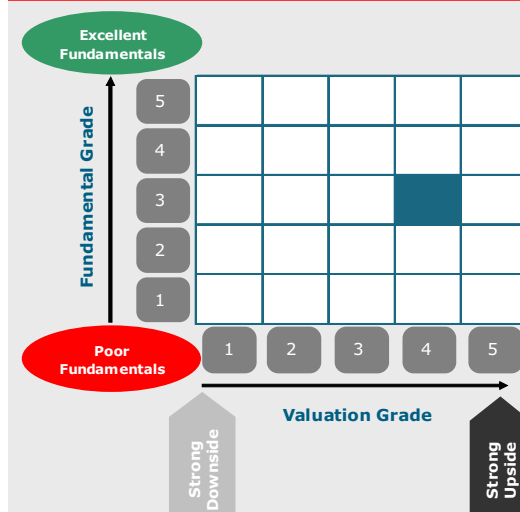 Excellent
Fundamentals
Fundamental Grade
5
4
3
2
1
Poor
Fundamentals
1 2 3 4 5
Valuation Grade
Strong
Downside
Strong
Upside